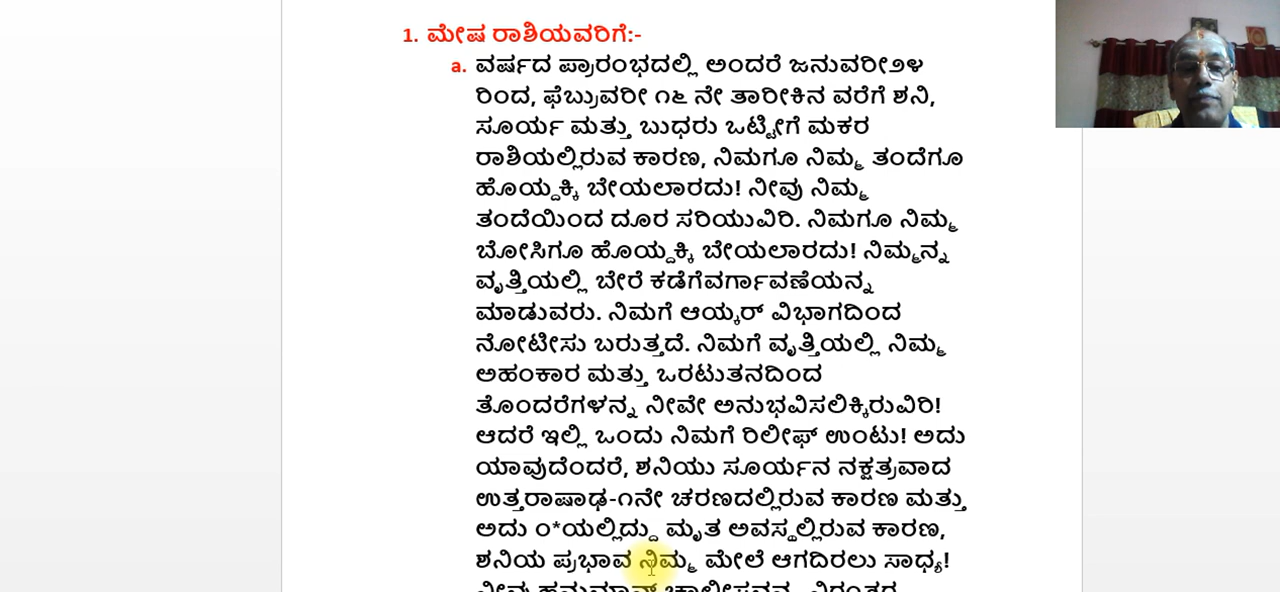 1. ಮೇಷ ರಾಶಿಯವರಿಗೆ:-
a. ವರ್ಷದ ಪ್ರಾರಂಭದಲ್ಲಿ ಅಂದರೆ ಜನುವರೀ೨೪
ರಿಂದ, ಫೆಬ್ರುವರೀ ೧೬ ನೇ ತಾರೀಕಿನ ವರೆಗೆ ಶನಿ,
ಸೂರ್ಯ ಮತ್ತು ಬುಧರು ಒಟ್ಟೀಗೆ ಮಕರ
ರಾಶಿಯಲ್ಲಿರುವ ಕಾರಣ, ನಿಮಗೂ ನಿಮ್ಮ ತಂದೆಗೂ
ಹೊಯ್ದಕ್ಕಿ ಬೇಯಲಾರದು! ನೀವು ನಿಮ್ಮ
ತಂದೆಯಿಂದ ದೂರ ಸರಿಯುವಿರಿ. ನಿಮಗೂ ನಿಮ್ಮ
ಬೋಸಿಗೂ ಹೊಯ್ದಕ್ಕಿ ಬೇಯಲಾರದು! ನಿಮ್ಮನ್ನ
ವೃತ್ತಿಯಲ್ಲಿ ಬೇರೆ ಕಡೆಗೆವರ್ಗಾವಣೆಯನ್ನ
ಮಾಡುವರು. ನಿಮಗೆ ಆಯ್ಕರ್ ವಿಭಾಗದಿಂದ
ನೋಟೀಸು ಬರುತ್ತದೆ. ನಿಮಗೆ ವೃತ್ತಿಯಲ್ಲಿ ನಿಮ್ಮ
ಅಹಂಕಾರ ಮತ್ತು ಒರಟುತನದಿಂದ
ತೊಂದರೆಗಳನ್ನ ನೀವೇ ಅನುಭವಿಸಲಿಕ್ಕಿರುವಿರಿ!
ಆದರೆ ಇಲ್ಲಿ ಒಂದು ನಿಮಗೆ ರಿಲೀಫ್ ಉಂಟು! ಅದು
ಯಾವುದೆಂದರೆ, ಶನಿಯು ಸೂರ್ಯನ ನಕ್ಷತ್ರವಾದ
ಉತ್ತರಾಷಾಢ-೧ನೇ ಚರಣದಲ್ಲಿರುವ ಕಾರಣ ಮತ್ತು
ಅದು ೦*ಯಲ್ಲಿದ್ದು ಮೃತ ಅವಸ್ಥಲ್ಲಿರುವ ಕಾರಣ,
ಶನಿಯ ಪ್ರಭಾವ ನಿಮ್ಮ ಮೇಲೆ ಆಗದಿರಲು ಸಾಧ್ಯ!